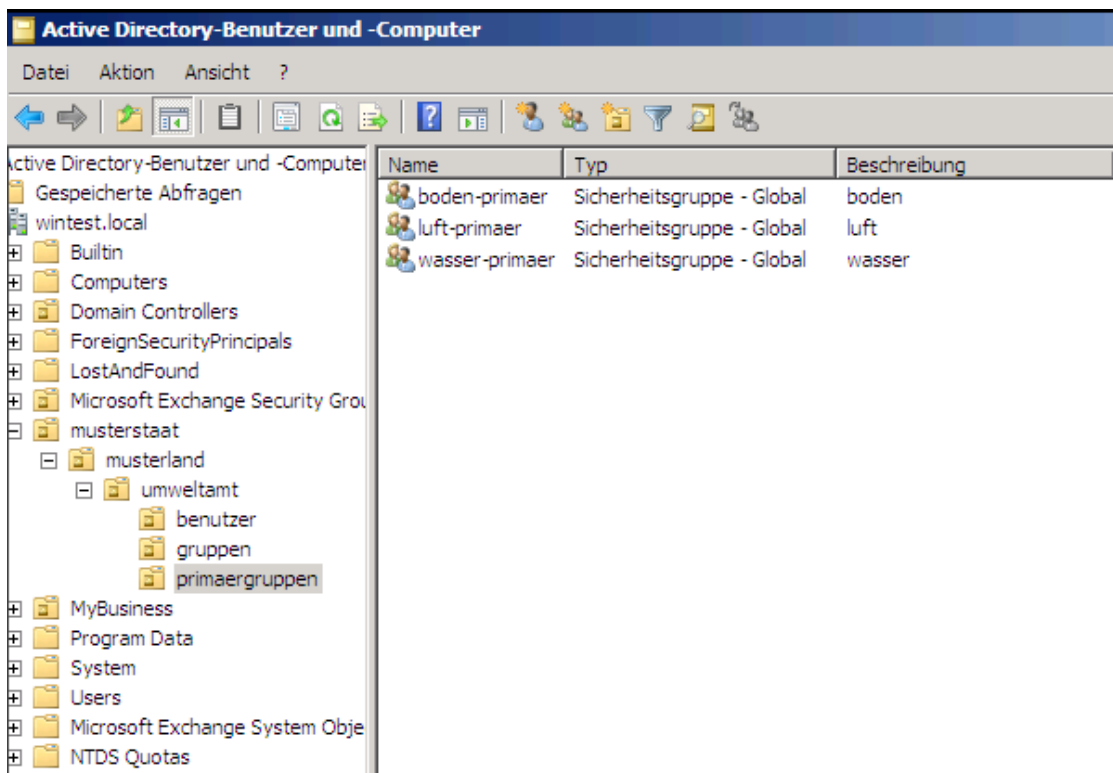 Active Directory-Benutzer und -Computer
Datei Aktion Ansicht ?
Active Directory-Benutzer und -Computer
Gespeicherte Abfragen
wintest.local
Builtin
Computers
Domain Controllers
ForeignSecurityPrincipals
LostAndFound
Microsoft Exchange Security Grou
musterstaat
musterland
umweltamt
benutzer
gruppen
primaergruppen
MyBusiness
Program Data
System
Users
Microsoft Exchange System Obje
NTDS Quotas
Name Typ Beschreibung
boden-primaer Sicherheitsgruppe - Global boden
luft-primaer Sicherheitsgruppe - Global luft
wasser-primaer Sicherheitsgruppe - Global wasser